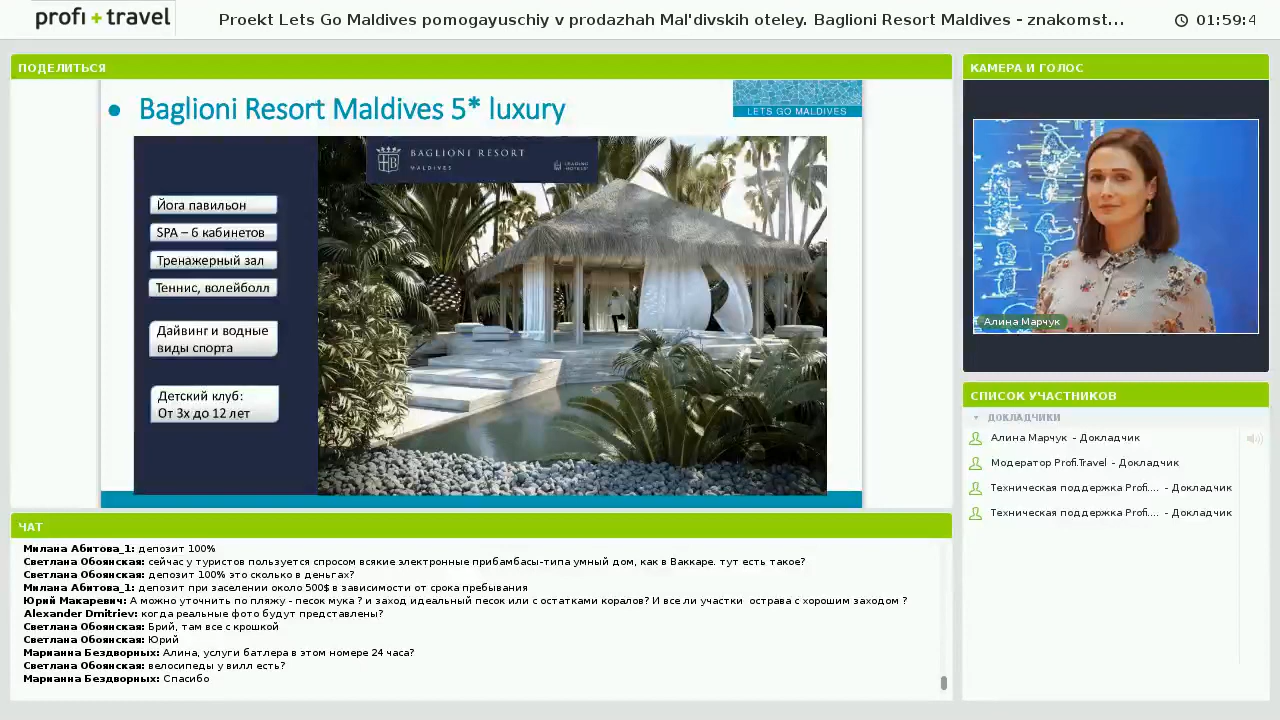 profi + travel
Proekt Lets Go Maldives pomogayuschiy v prodazhah Mal'divskih oteley. Baglioni Resort Maldives - znakomst...
01:59:4
ПОДЕЛИТЬСЯ
• Baglioni Resort Maldives 5* luxury
LETS GO MALDIVES
BAGLIONI RESORT
MALDIVES
Йога павильон
SPA – 6 кабинетов
Тренажерный зал
Теннис, волейболл
Дайвинг и водные
виды спорта
Детский клуб:
От 3х до 12 лет
КАМЕРА И ГОЛОС
Алина Марчук
СПИСОК УЧАСТНИКОВ
ДОКЛАДЧИКИ
Алина Марчук - Докладчик
Модератор Profi.Travel - Докладчик
Техническая поддержка Profi.... - Докладчик
Техническая поддержка Profi.... - Докладчик
ЧАТ
Милана Абитова_1: депозит 100%
Светлана Обоянская: сейчас у туристов пользуется спросом всякие электронные прибамбасы-типа умный дом, как в Ваккаре. тут есть такое?
Светлана Обоянская: депозит 100% это сколько в деньгах?
Милана Абитова_1: депозит при заселении около 500$ в зависимости от срока пребывания
Юрий Макаревич: А можно уточнить по пляжу - песок мука ? и заход идеальный песок или с остатками коралов? И все ли участки острава с хорошим заходом ?
Alexander Dmitriev: когда реальные фото будут представлены?
Светлана Обоянская: Брий, там все с крошкой
Светлана Обоянская: Юрий
Марианна Бездворных: Алина, услуги батлера в этом номере 24 часа?
Светлана Обоянская: велосипеды у вилл есть?
Марианна Бездворных: Спасибо